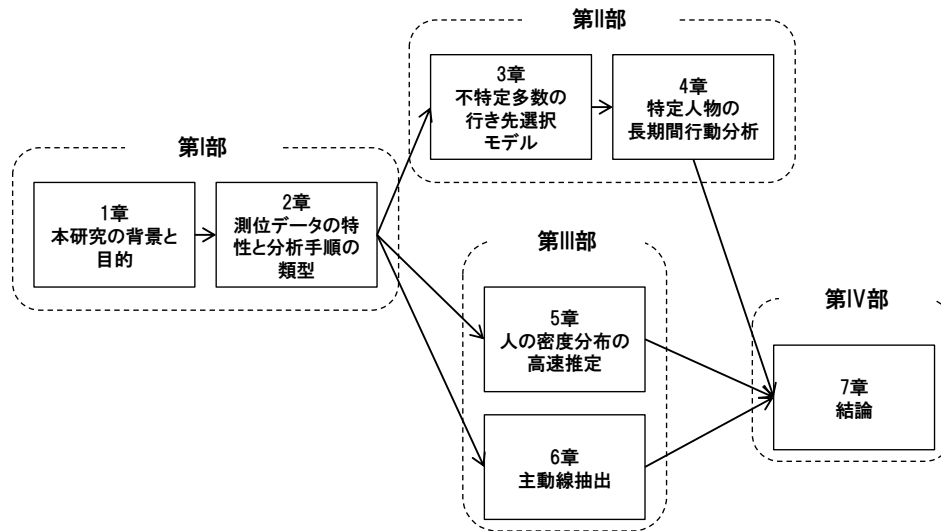 第I部
1章
本研究の背景と
目的
2章
測位データの特
性と分析手順の
類型
第II部
3章
不特定多数の
行き先選択
モデル
4章
特定人物の
長期間行動分析
第III部
5章
人の密度分布の
高速推定
6章
主動線抽出
第IV部
7章
結論